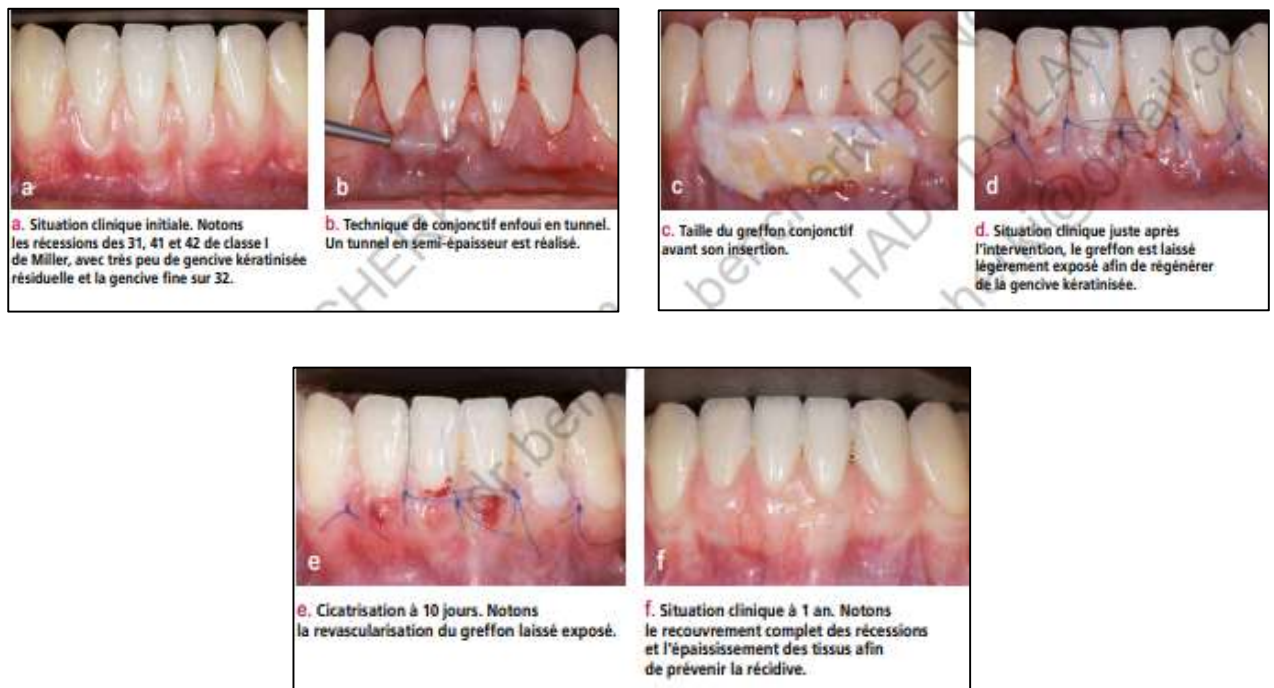 a
a. Situation clinique initiale. Notons
les récessions des 31, 41 et 42 de classe I
de Miller, avec très peu de gencive kératinisée
résiduelle et la gencive fine sur 32.
b
b. Technique de conjonctif enfoui en tunnel.
Un tunnel en semi-épaisseur est réalisé.
c
c. Taille du greffon conjonctif
avant son insertion.
d
d. Situation clinique juste après
l'intervention, le greffon est laissé
légèrement exposé afin de régénérer
de la gencive kératinisée.
e
e. Cicatrisation à 10 jours. Notons
la revascularisation du greffon laissé exposé.
f
f. Situation clinique à 1 an. Notons
le recouvrement complet des récessions
et l'épaississement des tissus afin
de prévenir la récidive.